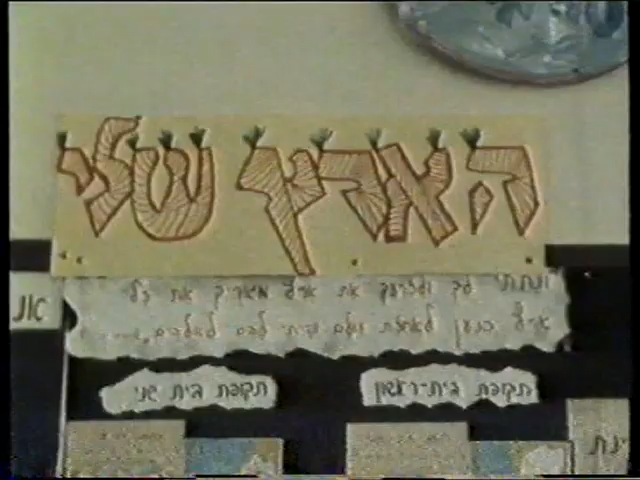 הארץ שלי
ונתתי לך ולזרעך את ארץ מגריך את כל
ארץ כנען לאחזת עולם והייתי להם לאלהים
תקופת בית-ראשון
תקופת בית שני